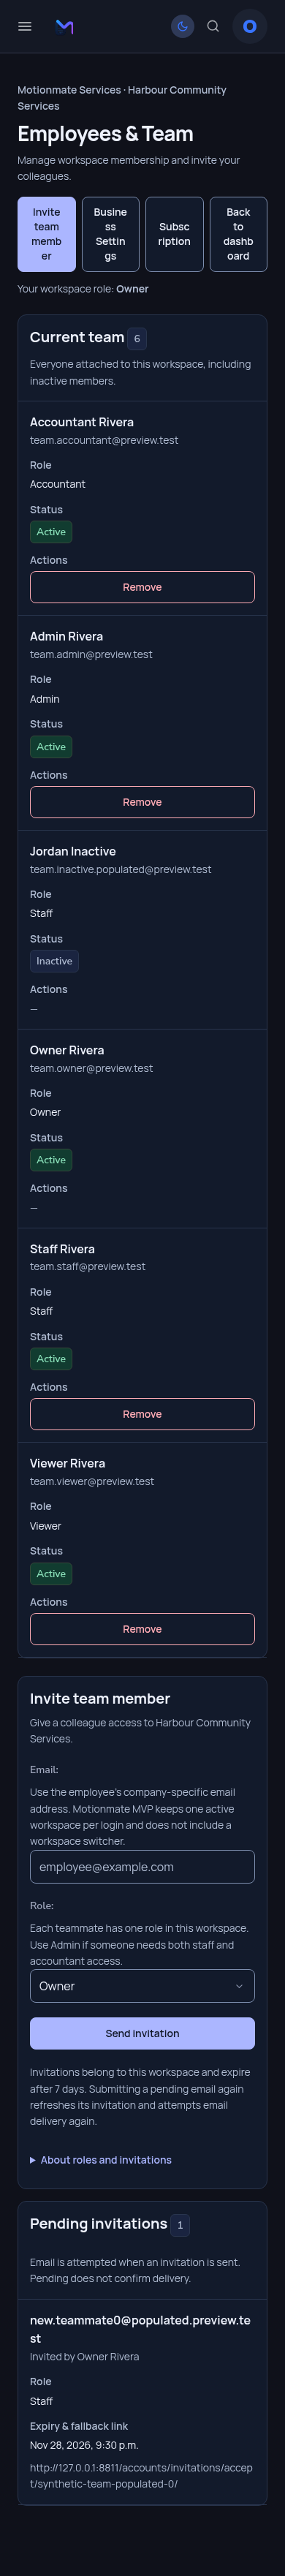 O
Motionmate Services · Harbour Community
Services
Employees & Team
Manage workspace membership and invite your
colleagues.
Invite
team
memb
er
Busine
ss
Settin
gs
Subsc
ription
Back
to
dashb
oard
Your workspace role: Owner
Current team 6
Everyone attached to this workspace, including
inactive members.
Accountant Rivera
team.accountant@preview.test
Role
Accountant
Status
Active
Actions
Remove
Admin Rivera
team.admin@preview.test
Role
Admin
Status
Active
Actions
Remove
Jordan Inactive
team.inactive.populated@preview.test
Role
Staff
Status
Inactive
Actions
—
Owner Rivera
team.owner@preview.test
Role
Owner
Status
Active
Actions
—
Staff Rivera
team.staff@preview.test
Role
Staff
Status
Active
Actions
Remove
Viewer Rivera
team.viewer@preview.test
Role
Viewer
Status
Active
Actions
Remove
Invite team member
Give a colleague access to Harbour Community
Services.
Email:
Use the employee's company-specific email
address. Motionmate MVP keeps one active
workspace per login and does not include a
workspace switcher.
employee@example.com
Role:
Each teammate has one role in this workspace.
Use Admin if someone needs both staff and
accountant access.
Owner
Send invitation
Invitations belong to this workspace and expire
after 7 days. Submitting a pending email again
refreshes its invitation and attempts email
delivery again.
About roles and invitations
Pending invitations 1
Email is attempted when an invitation is sent.
Pending does not confirm delivery.
new.teammate0@populated.preview.te
st
Invited by Owner Rivera
Role
Staff
Expiry & fallback link
Nov 28, 2026, 9:30 p.m.
http://127.0.0.1:8811/accounts/invitations/accep
t/synthetic-team-populated-0/